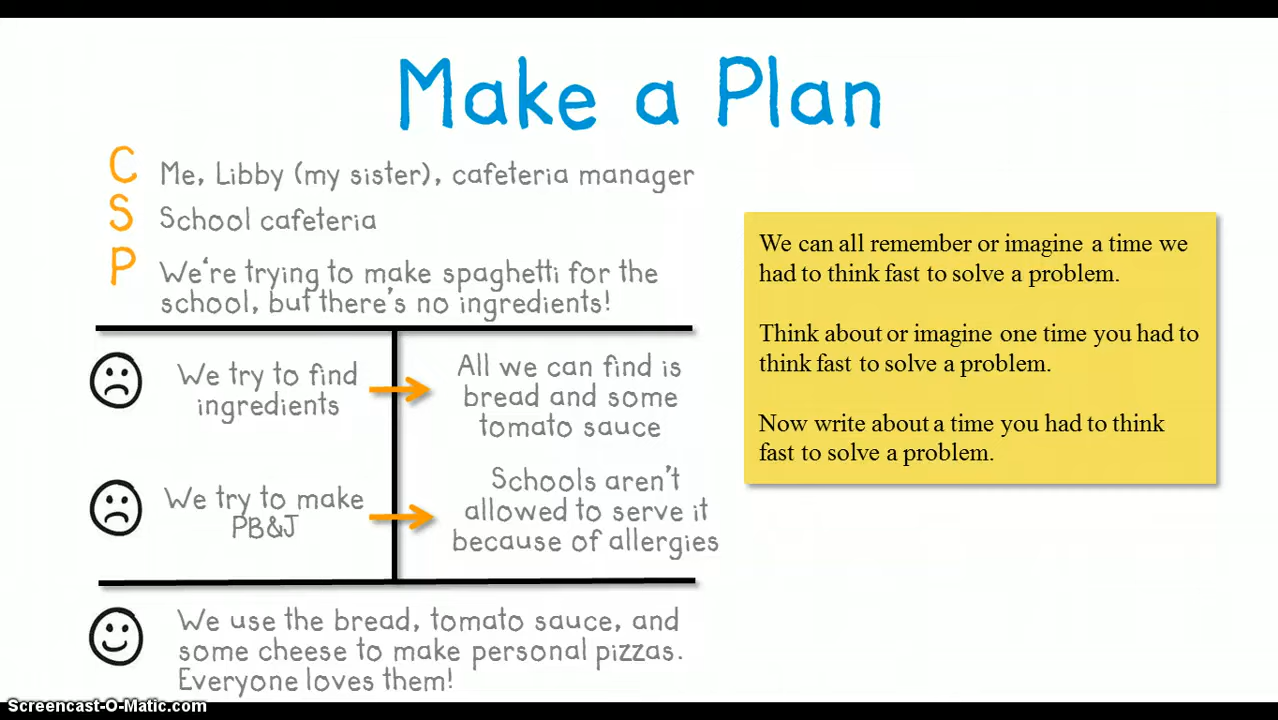 Make a Plan
C Me, Libby (my sister), cafeteria manager
S School cafeteria
P We're trying to make spaghetti for the
school, but there's no ingredients!
We try to find
ingredients
All we can find is
bread and some
tomato sauce
We try to make
PB&J
Schools aren't
allowed to serve it
because of allergies
We use the bread, tomato sauce, and
some cheese to make personal pizzas.
Everyone loves them!
We can all remember or imagine a time we
had to think fast to solve a problem.
Think about or imagine one time you had to
think fast to solve a problem.
Now write about a time you had to think
fast to solve a problem.
Screencast-O-Matic.com